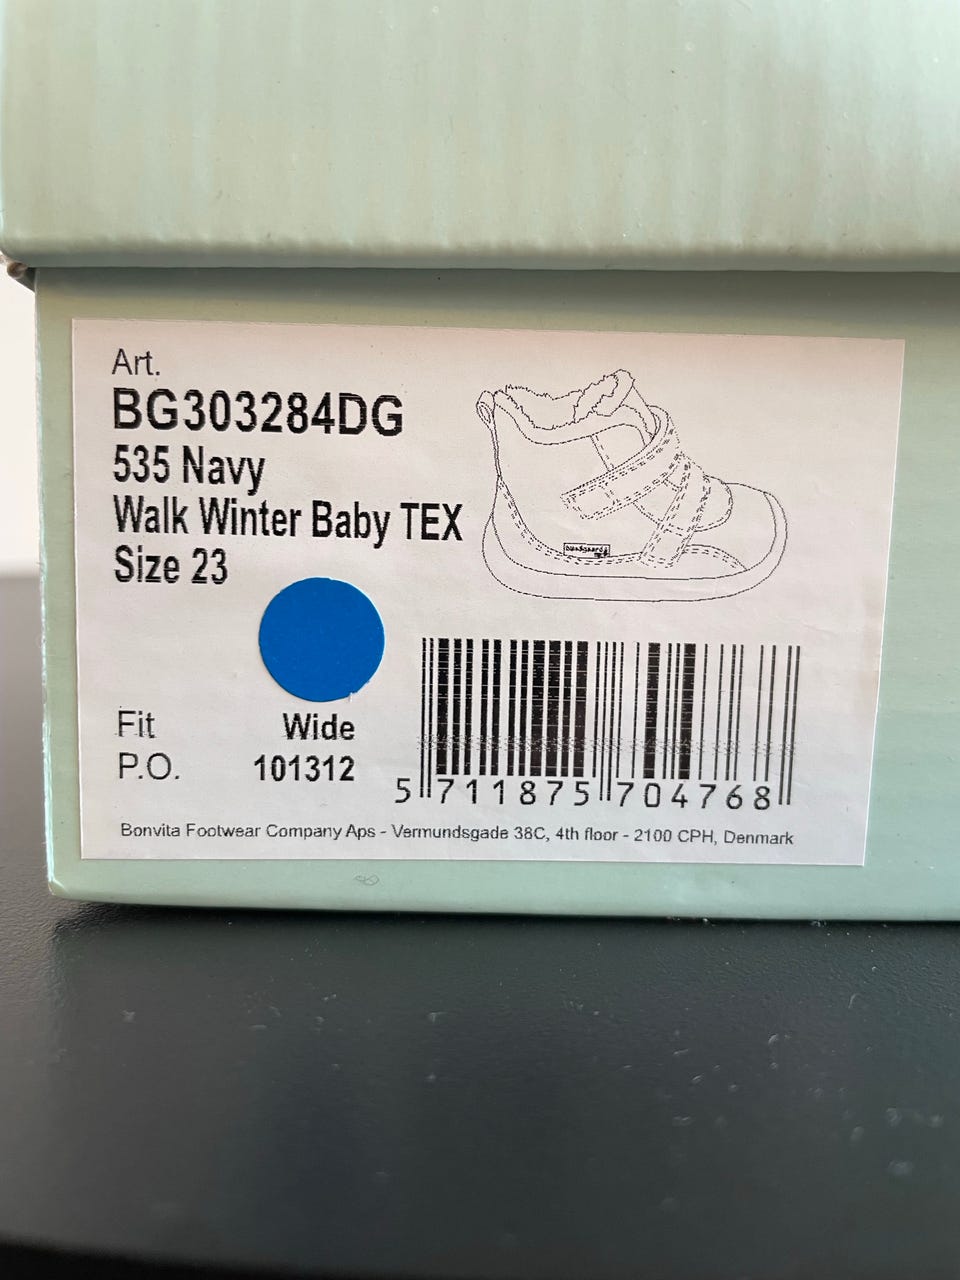 Art.
BG303284DG
535 Navy
Walk Winter Baby TEX
Size 23
bundgaard
Fit Wide
P.O. 101312
5 711875 704768
Bonvita Footwear Company Aps - Vermundsgade 38C, 4th floor - 2100 CPH, Denmark